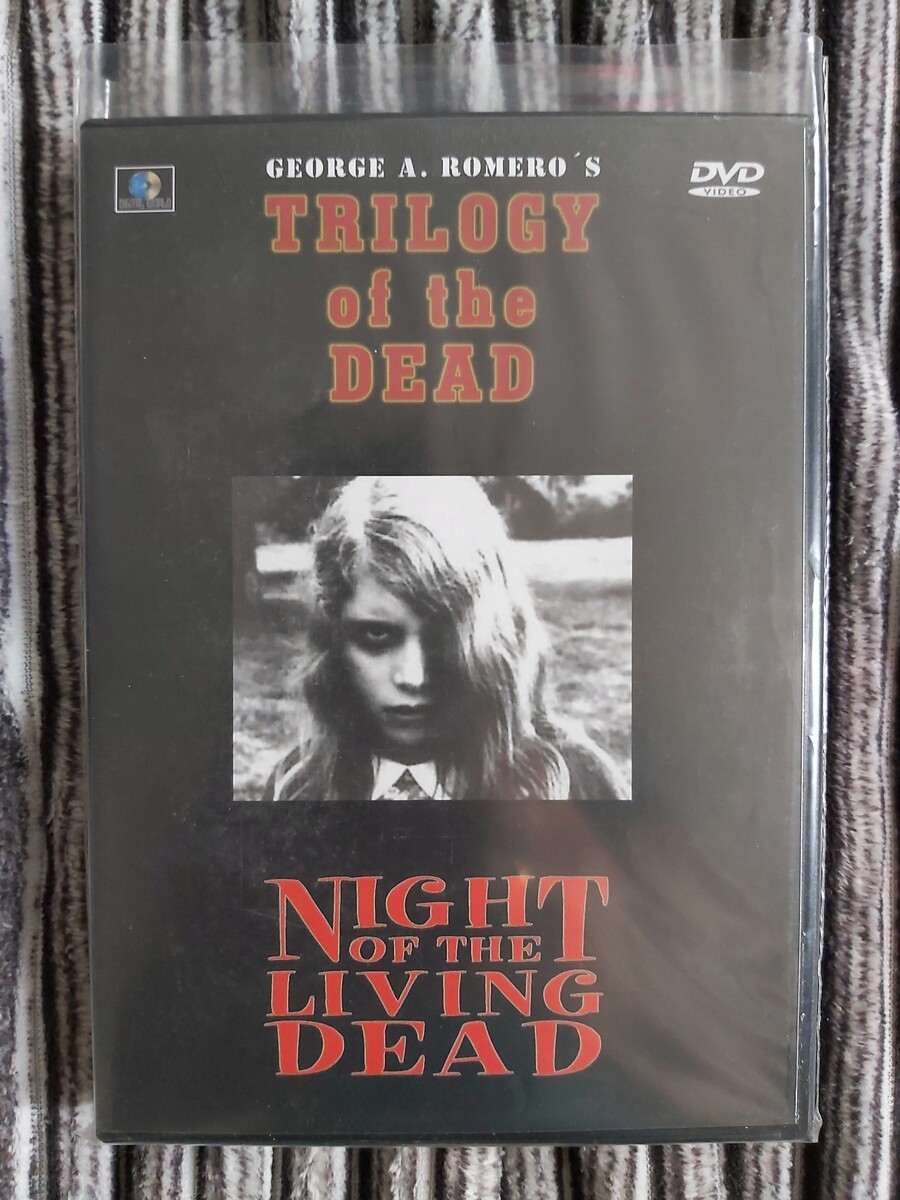 GEORGE A. ROMERO´S
TRILOGY
of the
DEAD
DVD
VIDEO
NIGHT
OF THE
LIVING
DEAD